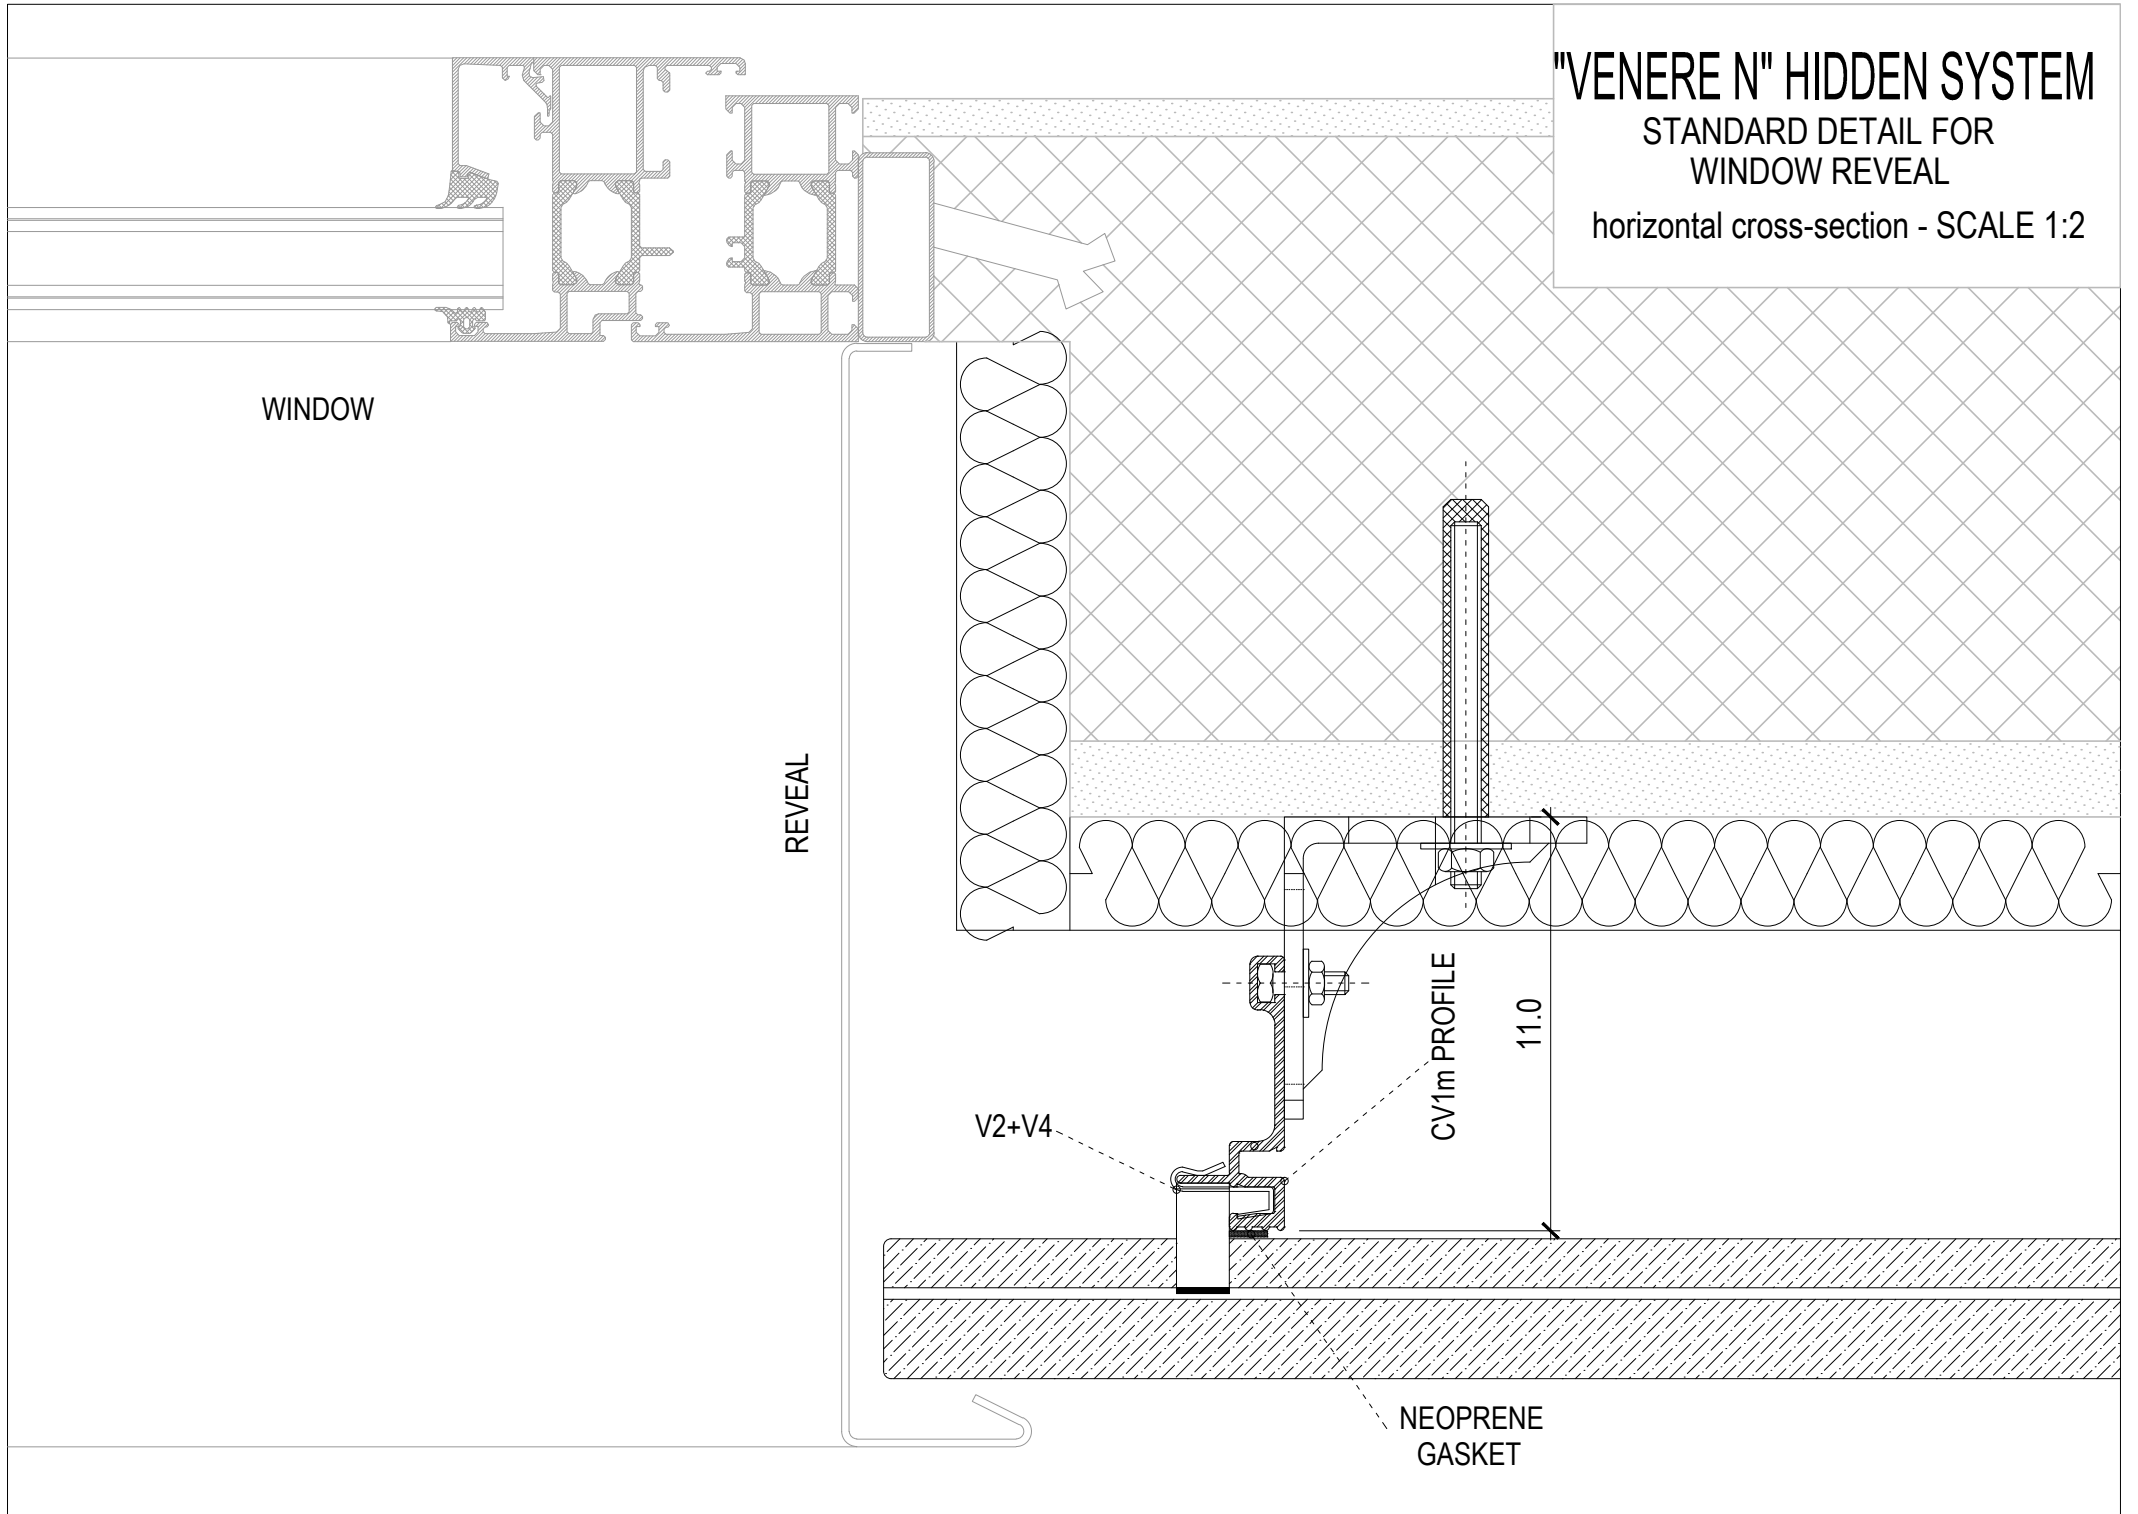 "VENERE N" HIDDEN SYSTEM
STANDARD DETAIL FOR
WINDOW REVEAL
horizontal cross-section - SCALE 1:2
WINDOW
REVEAL
CV1m PROFILE
11.0
V2+V4
NEOPRENE
GASKET